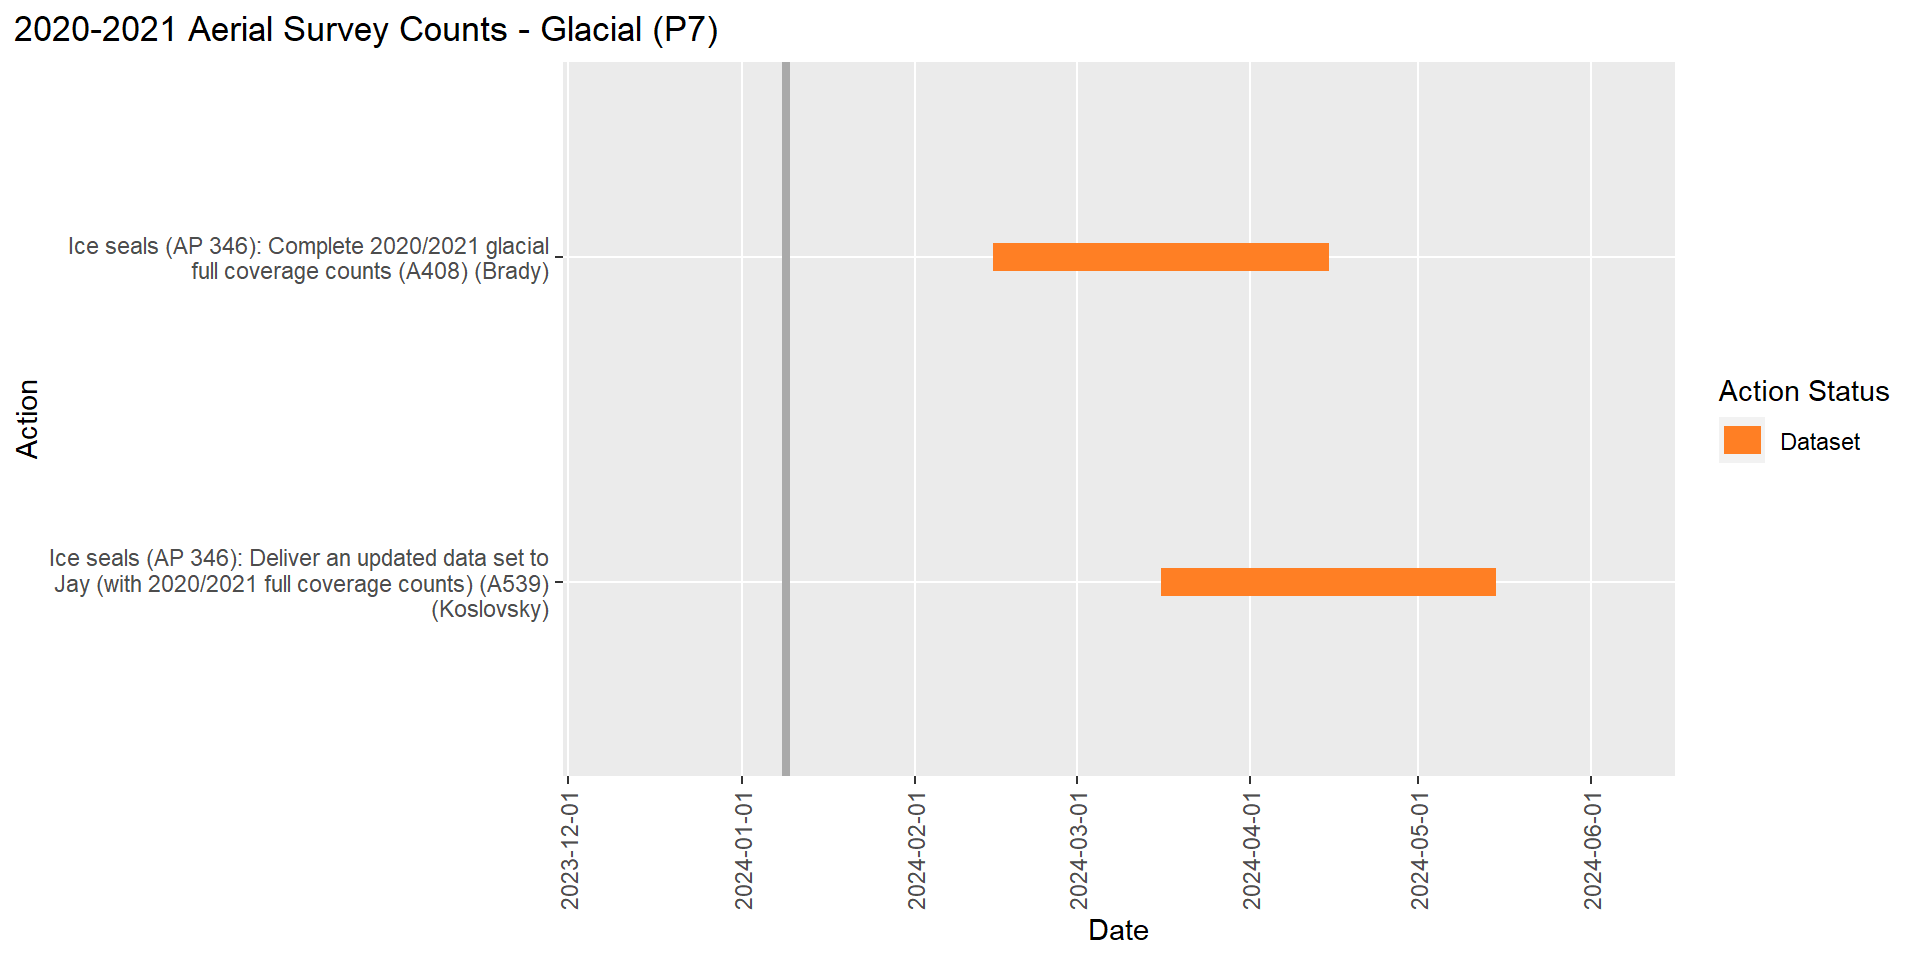 2020-2021 Aerial Survey Counts - Glacial (P7)
Action
Ice seals (AP 346): Complete 2020/2021 glacial
full coverage counts (A408) (Brady)
Ice seals (AP 346): Deliver an updated data set to
Jay (with 2020/2021 full coverage counts) (A539)
(Koslovsky)
2023-12-01
2024-01-01
2024-02-01
2024-03-01
2024-04-01
2024-05-01
2024-06-01
Date
Action Status
Dataset